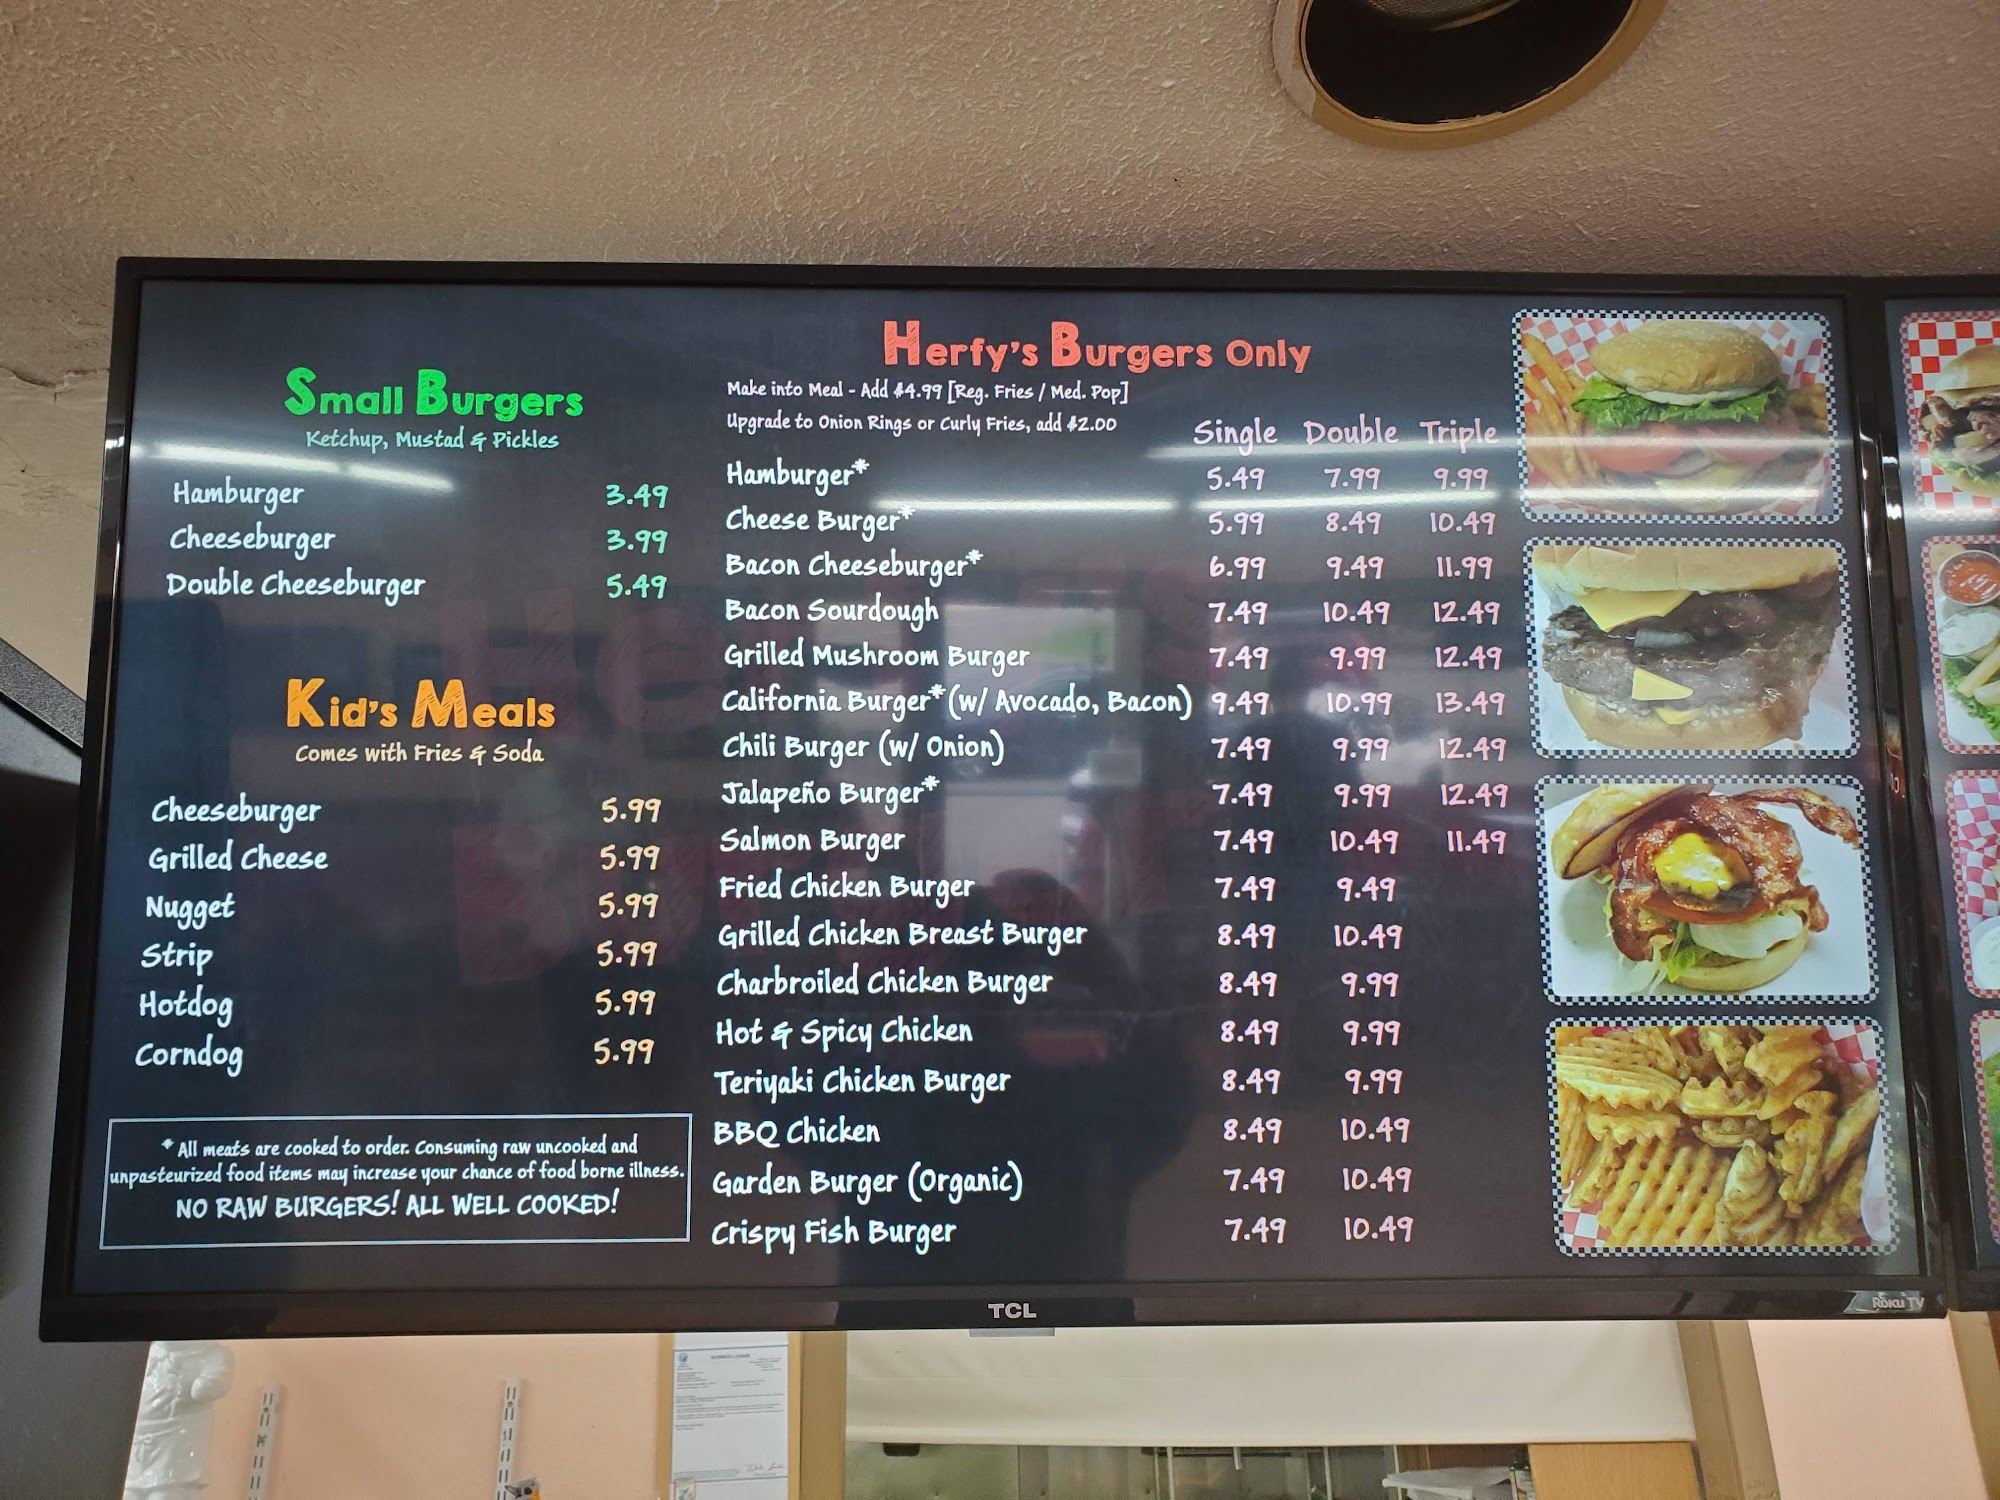 Small Burgers
Ketchup, Mustad & Pickles
Hamburger 3.49
Cheeseburger 3.99
Double Cheeseburger 5.49
Kid's Meals
Comes with Fries & Soda
Cheeseburger 5.99
Grilled Cheese 5.99
Nugget 5.99
Strip 5.99
Hotdog 5.99
Corndog 5.99
* All meats are cooked to order. Consuming raw uncooked and
unpasteurized food items may increase your chance of food borne illness.
NO RAW BURGERS! ALL WELL COOKED!
Herfy's Burgers Only
Make into Meal - Add $4.99 [Reg. Fries / Med. Pop]
Upgrade to Onion Rings or Curly Fries, add $2.00
Single Double Triple
Hamburger* 5.49 7.99 9.99
Cheese Burger* 5.99 8.49 10.49
Bacon Cheeseburger* 6.99 9.49 11.99
Bacon Sourdough 7.49 10.49 12.49
Grilled Mushroom Burger 7.49 9.99 12.49
California Burger* (w/ Avocado, Bacon) 9.49 10.99 13.49
Chili Burger (w/ Onion) 7.49 9.99 12.49
Jalapeño Burger* 7.49 9.99 12.49
Salmon Burger 7.49 10.49 11.49
Fried Chicken Burger 7.49 9.49
Grilled Chicken Breast Burger 8.49 10.49
Charbroiled Chicken Burger 8.49 9.99
Hot & Spicy Chicken 8.49 9.99
Teriyaki Chicken Burger 8.49 9.99
BBQ Chicken 8.49 10.49
Garden Burger (Organic) 7.49 10.49
Crispy Fish Burger 7.49 10.49
TCL
Roku TV
BUSINESS LICENSE